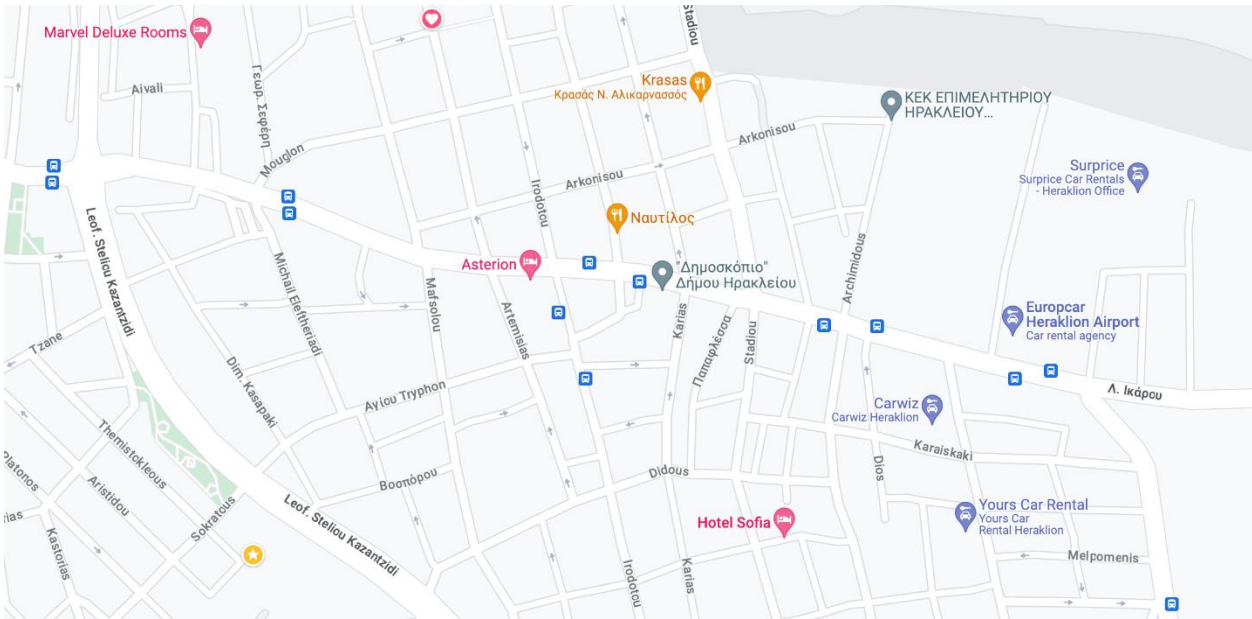 Marvel Deluxe Rooms
Γεώρ. Σεφέρη
Stadiou
Aivali
Krasas
Κρασάς Ν. Αλικαρνασσός
ΚΕΚ ΕΠΙΜΕΛΗΤΗΡΙΟΥ
ΗΡΑΚΛΕΙΟΥ...
Mouglon
Arkonisou
Arkonisou
Irodotou
Surprice
Surprice Car Rentals
- Heraklion Office
Leof. Steliou Kazantzidi
Ναυτίλος
Asterion
"Δημοσκόπιο"
Δήμου Ηρακλείου
Michail Eleftheriadi
Mafsolou
Artemisias
Karias
Παπαφλέσσα
Stadiou
Archimidous
Europcar
Heraklion Airport
Car rental agency
Tzane
Dim. Kasapaki
Ayiou Tryphon
Λ. Ικάρου
Carwiz
Carwiz Heraklion
Karaiskaki
Themistokleous
Platonos
Aristidou
Βοσπόρου
Didous
Dios
Sokratous
Leof. Steliou Kazantzidi
Hotel Sofia
Yours Car Rental
Yours Car
Rental Heraklion
rias
Kastorias
Irodotou
Karias
Melpomenis